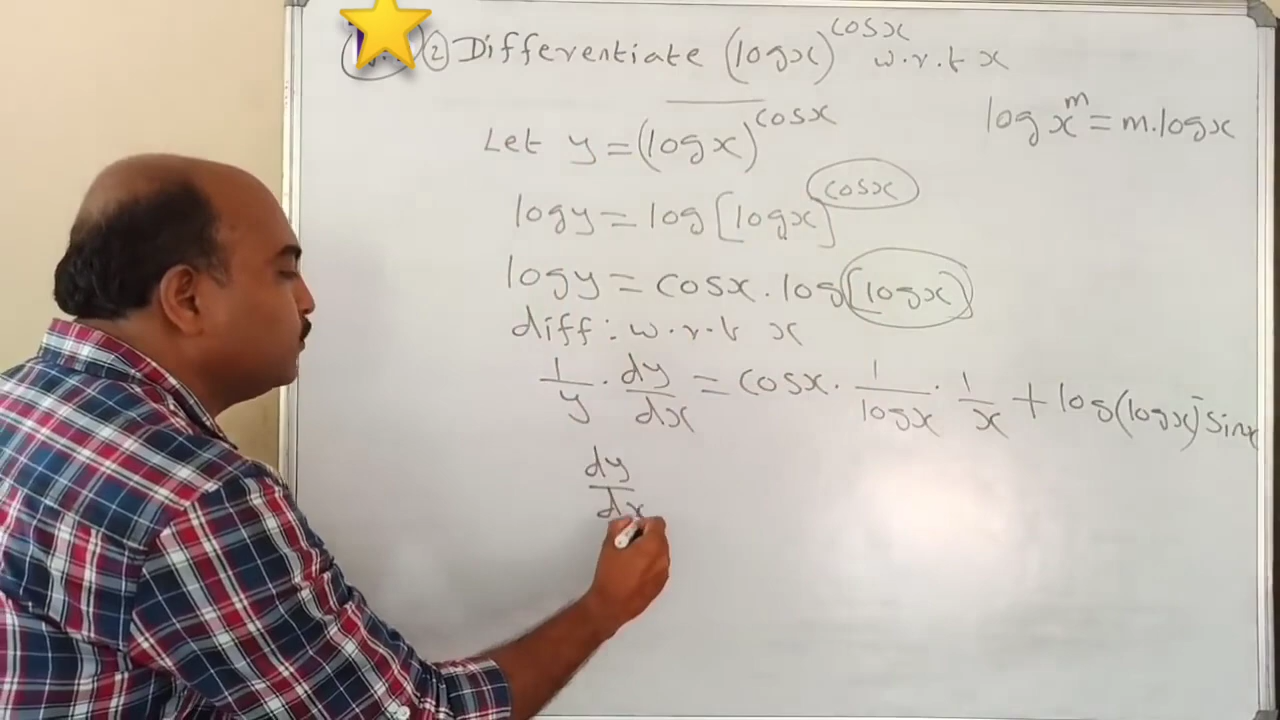 ② Differentiate (logx)^cosx w.r.t x
Let y = (logx)^cosx
log x^m = m.logx
logy = log[logx]^cosx
logy = cosx.log[logx]
diff: w.r.t x
1/y . dy/dx = cosx. 1/logx . 1/x + log(logx) -sinx
dy/dx